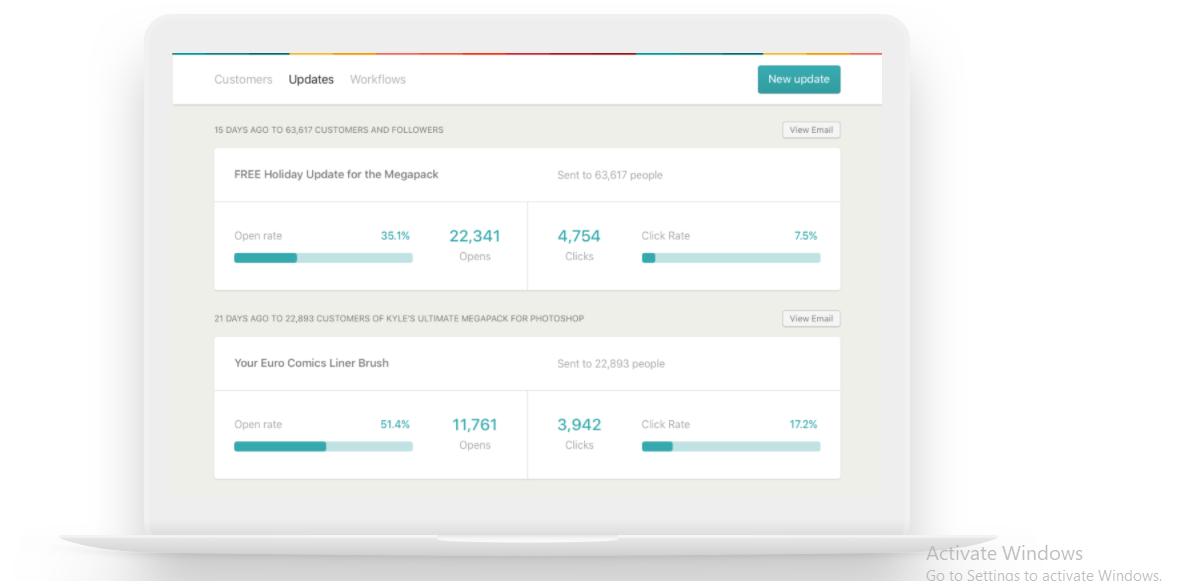 Customers Updates Workflows New update
15 DAYS AGO TO 63,617 CUSTOMERS AND FOLLOWERS View Email
FREE Holiday Update for the Megapack Sent to 63,617 people
Open rate 35.1% 22,341 4,754 Click Rate 7.5%
Opens Clicks
21 DAYS AGO TO 22,893 CUSTOMERS OF KYLE'S ULTIMATE MEGAPACK FOR PHOTOSHOP View Email
Your Euro Comics Liner Brush Sent to 22,893 people
Open rate 51.4% 11,761 3,942 Click Rate 17.2%
Opens Clicks
Activate Windows
Go to Settings to activate Windows.